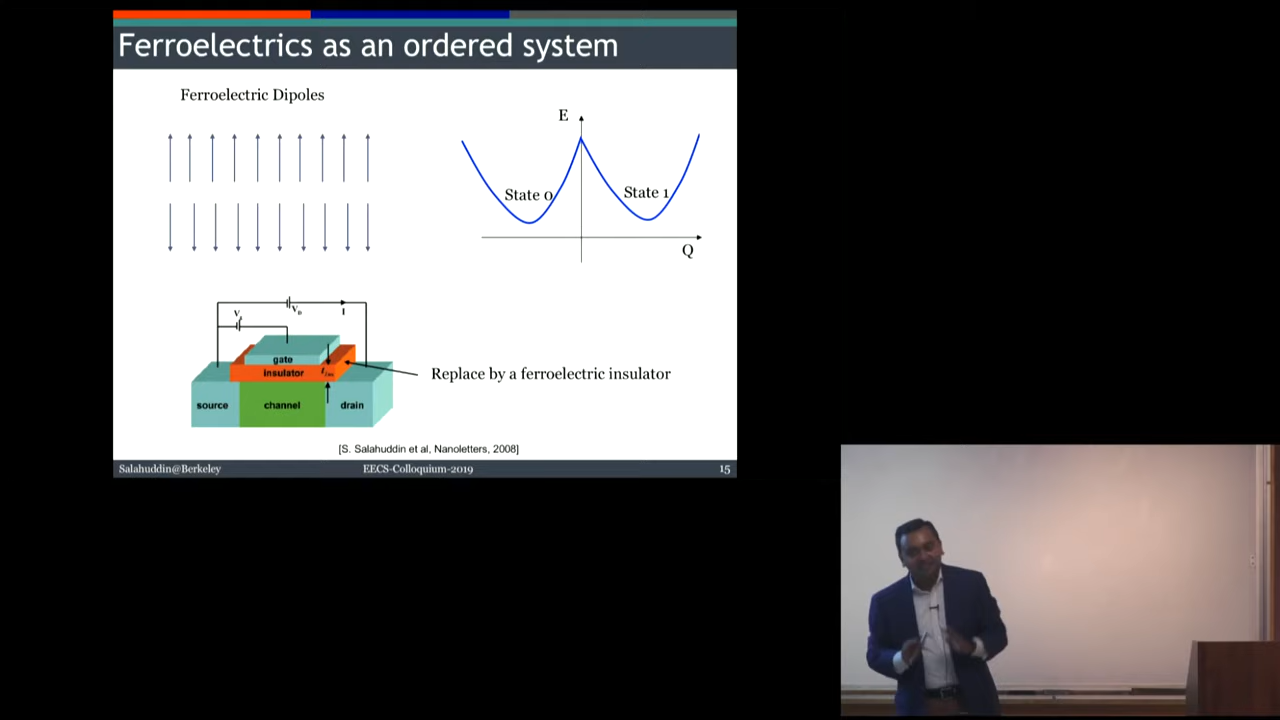 Ferroelectrics as an ordered system
Ferroelectric Dipoles
E
State 0
State 1
Q
V
V
D
I
gate
insulator
source
channel
drain
Replace by a ferroelectric insulator
[S. Salahuddin et al, Nanoletters, 2008]
Salahuddin@Berkeley
EECS-Colloquium-2019
15